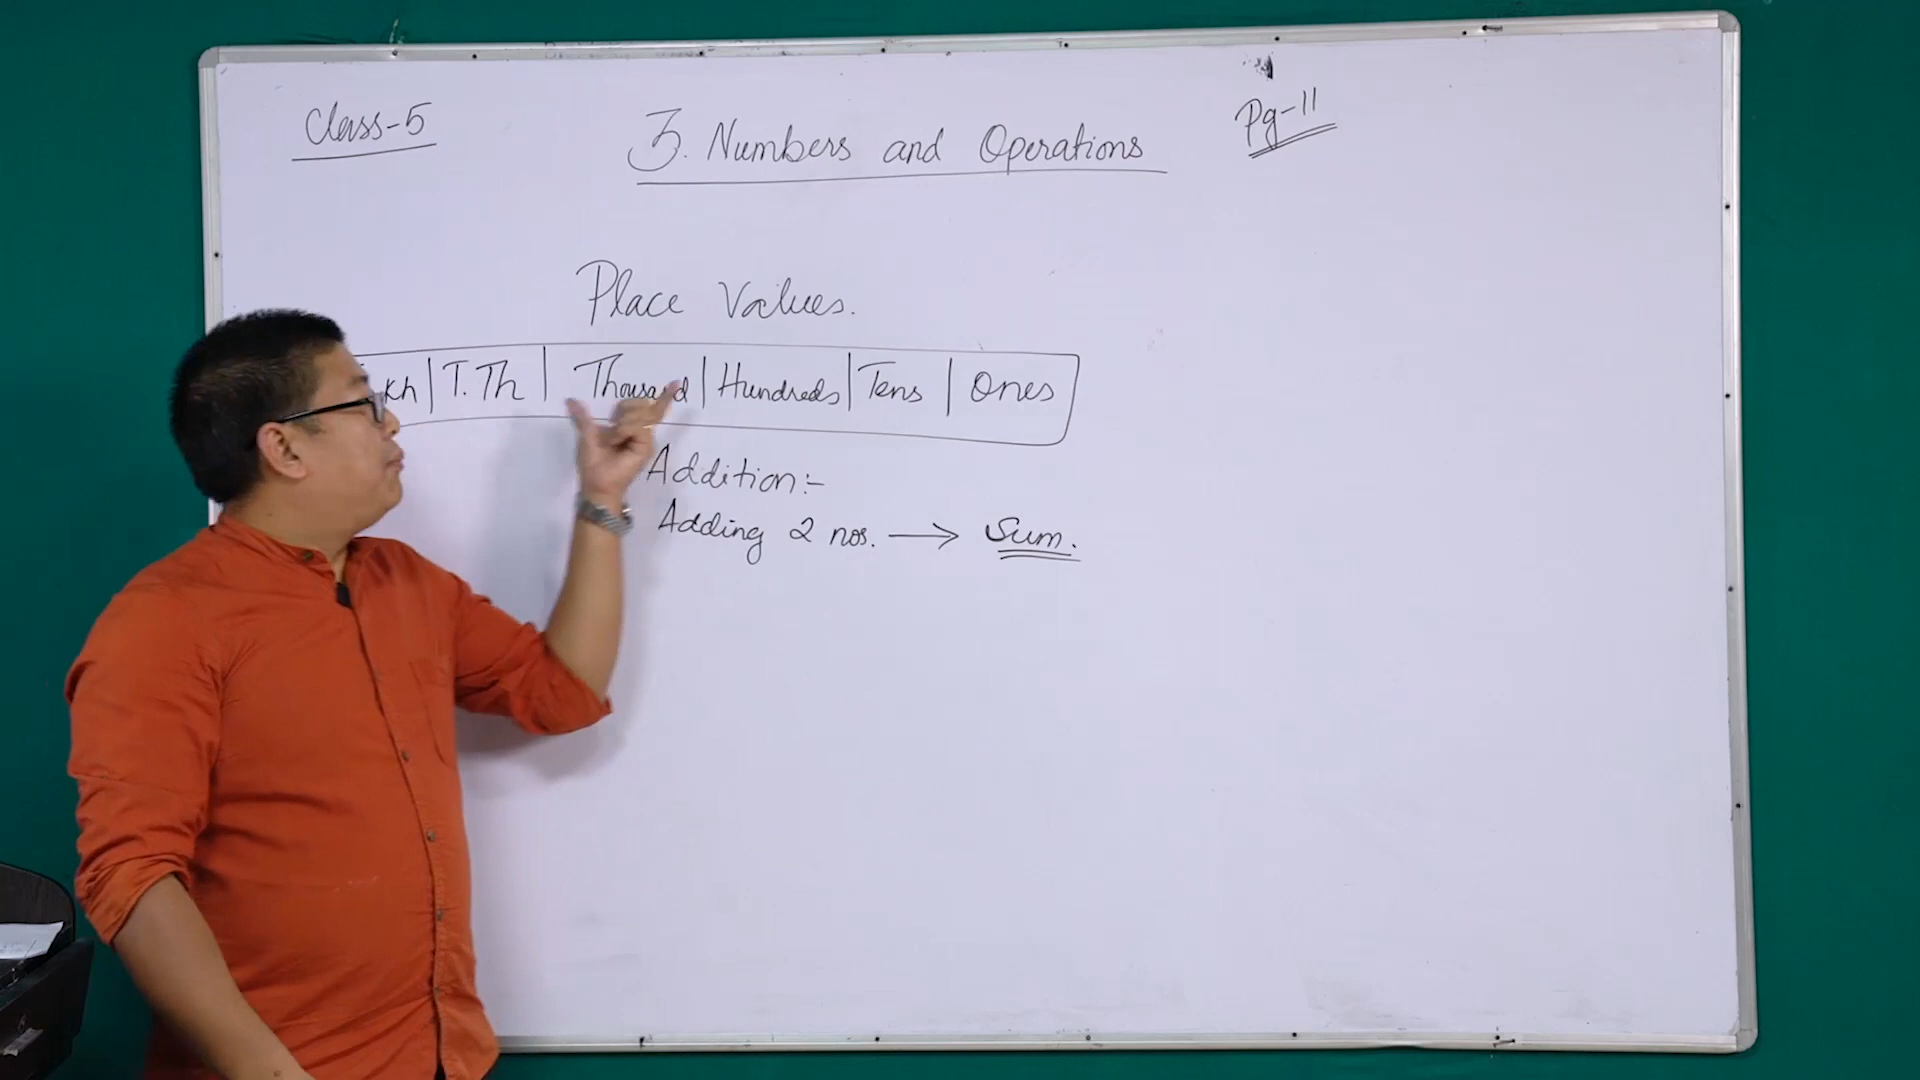 Class-5
3. Numbers and Operations
Pg-11
Place Values.
kh | T.Th | Thousand | Hundreds | Tens | Ones
Addition:-
Adding 2 nos. → Sum.